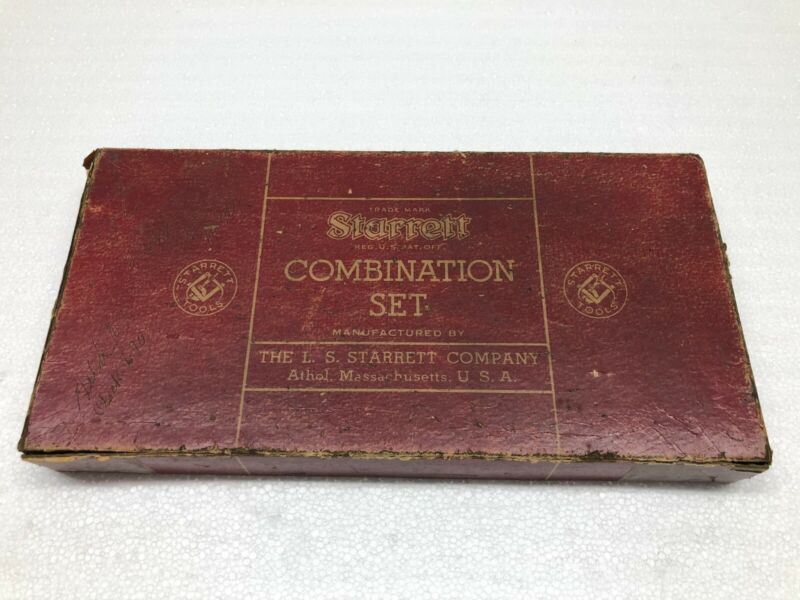 TRADE MARK
Starrett
REG. U.S. PAT. OFF.
COMBINATION
SET
MANUFACTURED BY
THE L. S. STARRETT COMPANY
Athol, Massachusetts, U. S. A.
STARRETT
TOOLS
STARRETT
TOOLS